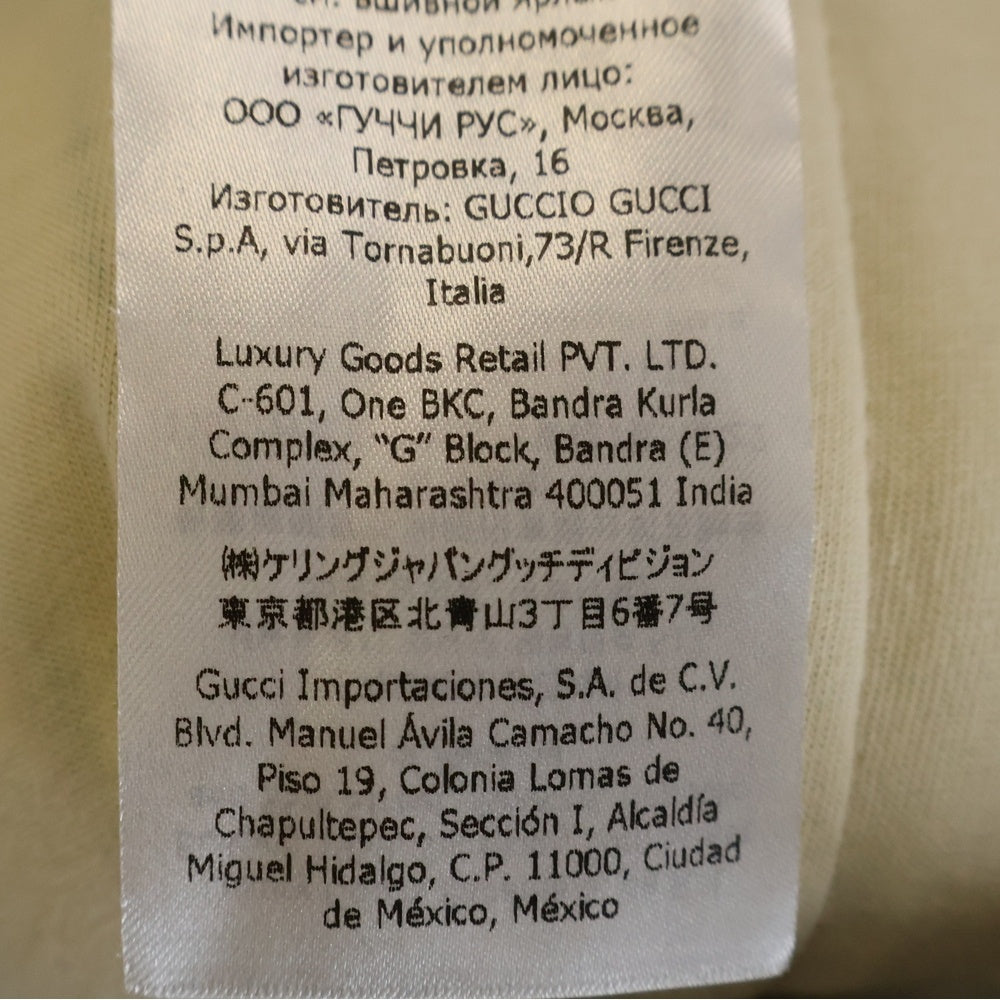 см. вшивной ярлык
Импортер и уполномоченное
изготовителем лицо:
ООО «ГУЧЧИ РУС», Москва,
Петровка, 16
Изготовитель: GUCCIO GUCCI
S.p.A, via Tornabuoni,73/R Firenze,
Italia
Luxury Goods Retail PVT. LTD.
C-601, One BKC, Bandra Kurla
Complex, “G” Block, Bandra (E)
Mumbai Maharashtra 400051 India
㈱ケリングジャパングッチディビジョン
東京都港区北青山3丁目6番7号
Gucci Importaciones, S.A. de C.V.
Blvd. Manuel Ávila Camacho No. 40,
Piso 19, Colonia Lomas de
Chapultepec, Sección I, Alcaldía
Miguel Hidalgo, C.P. 11000, Ciudad
de México, México